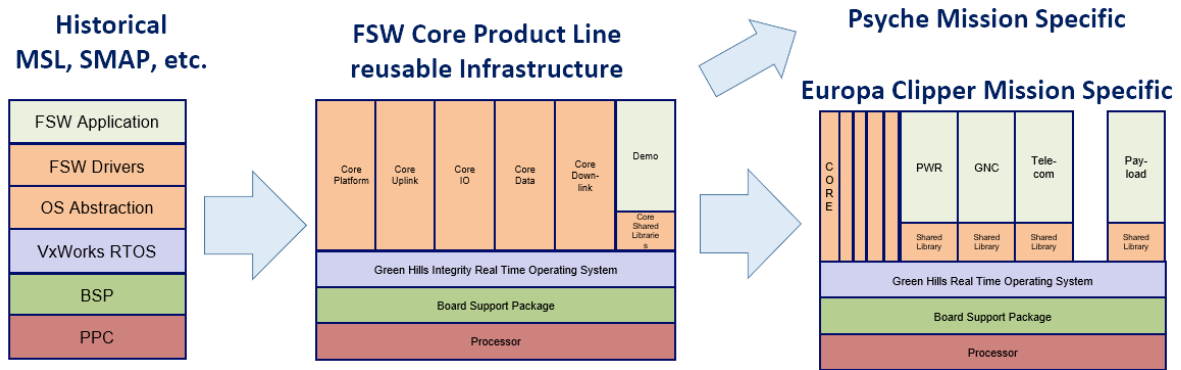 Historical
MSL, SMAP, etc.
FSW Application
FSW Drivers
OS Abstraction
VxWorks RTOS
BSP
PPC
FSW Core Product Line
reusable Infrastructure
Core
Platform
Core
Uplink
Core
IO
Core
Data
Core
Down-
link
Demo
Core
Shared
Librarie
s
Green Hills Integrity Real Time Operating System
Board Support Package
Processor
Psyche Mission Specific
Europa Clipper Mission Specific
C
O
R
E
PWR
GNC
Tele-
com
Pay-
load
Shared
Library
Shared
Library
Shared
Library
Shared
Library
Green Hills Real Time Operating System
Board Support Package
Processor